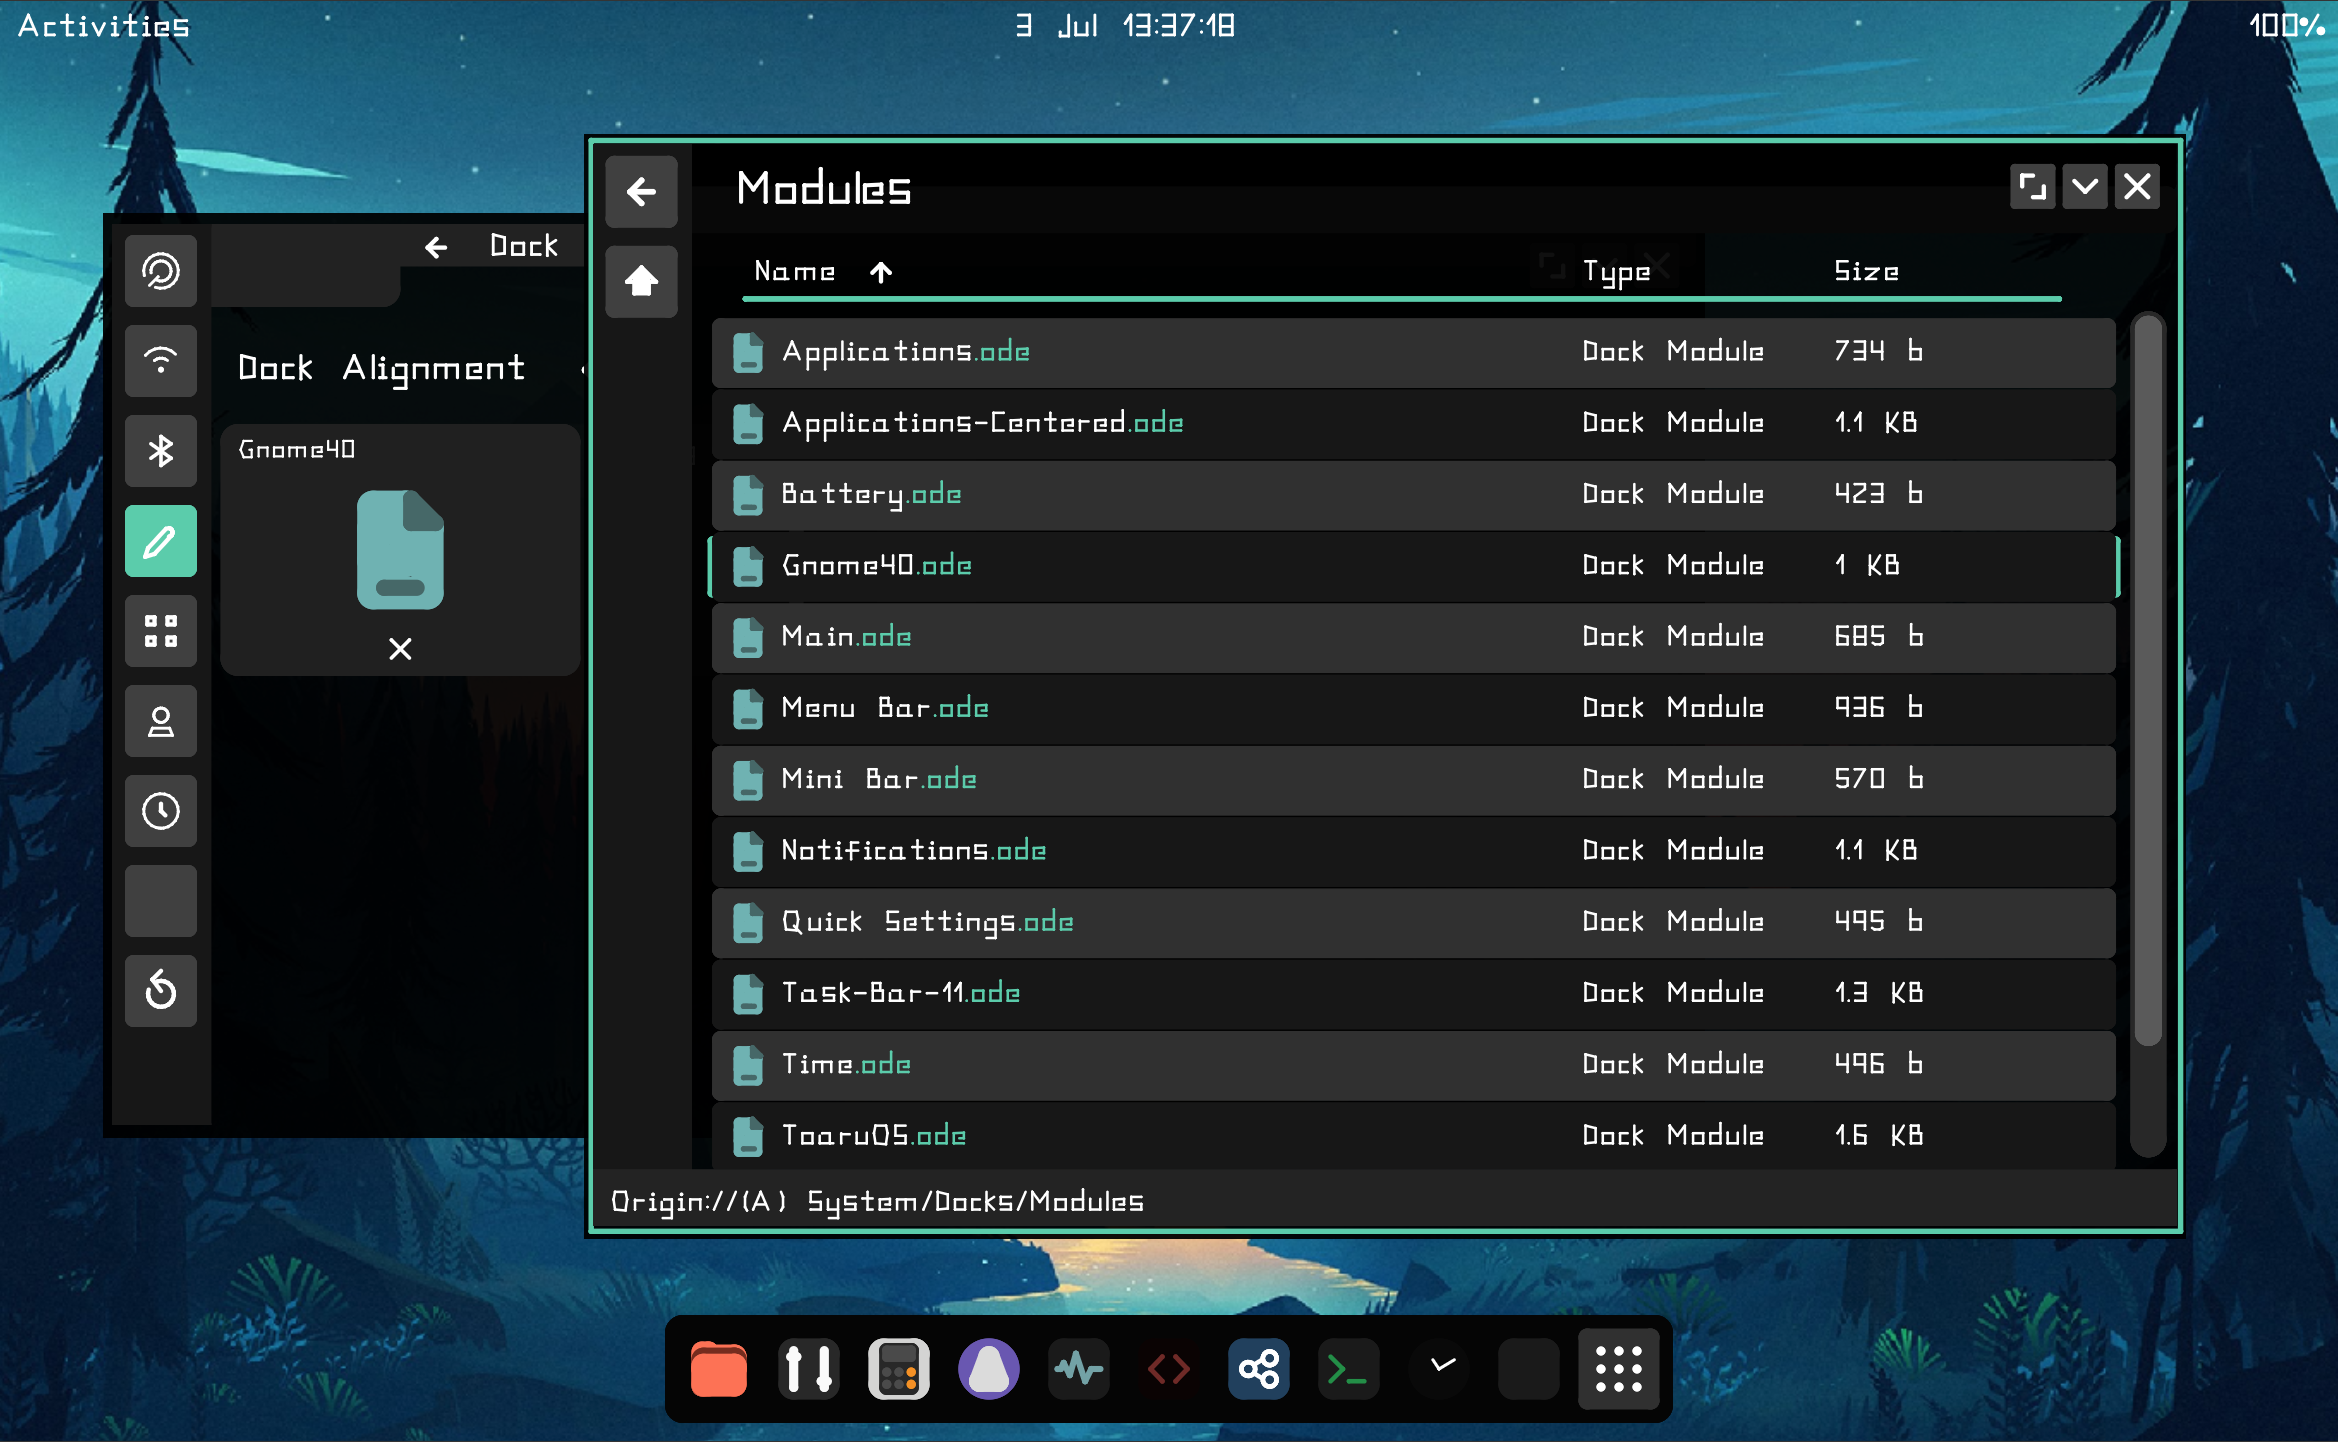 Activities
3 Jul 13:37:18
100%
Dock
Dock Alignment
Gnome40
Modules
Name Type Size
Applications.ode Dock Module 734 b
Applications-Centered.ode Dock Module 1.1 KB
Battery.ode Dock Module 423 b
Gnome40.ode Dock Module 1 KB
Main.ode Dock Module 685 b
Menu Bar.ode Dock Module 936 b
Mini Bar.ode Dock Module 570 b
Notifications.ode Dock Module 1.1 KB
Quick Settings.ode Dock Module 495 b
Task-Bar-11.ode Dock Module 1.3 KB
Time.ode Dock Module 496 b
ToaruOS.ode Dock Module 1.6 KB
Origin://(A) System/Docks/Modules